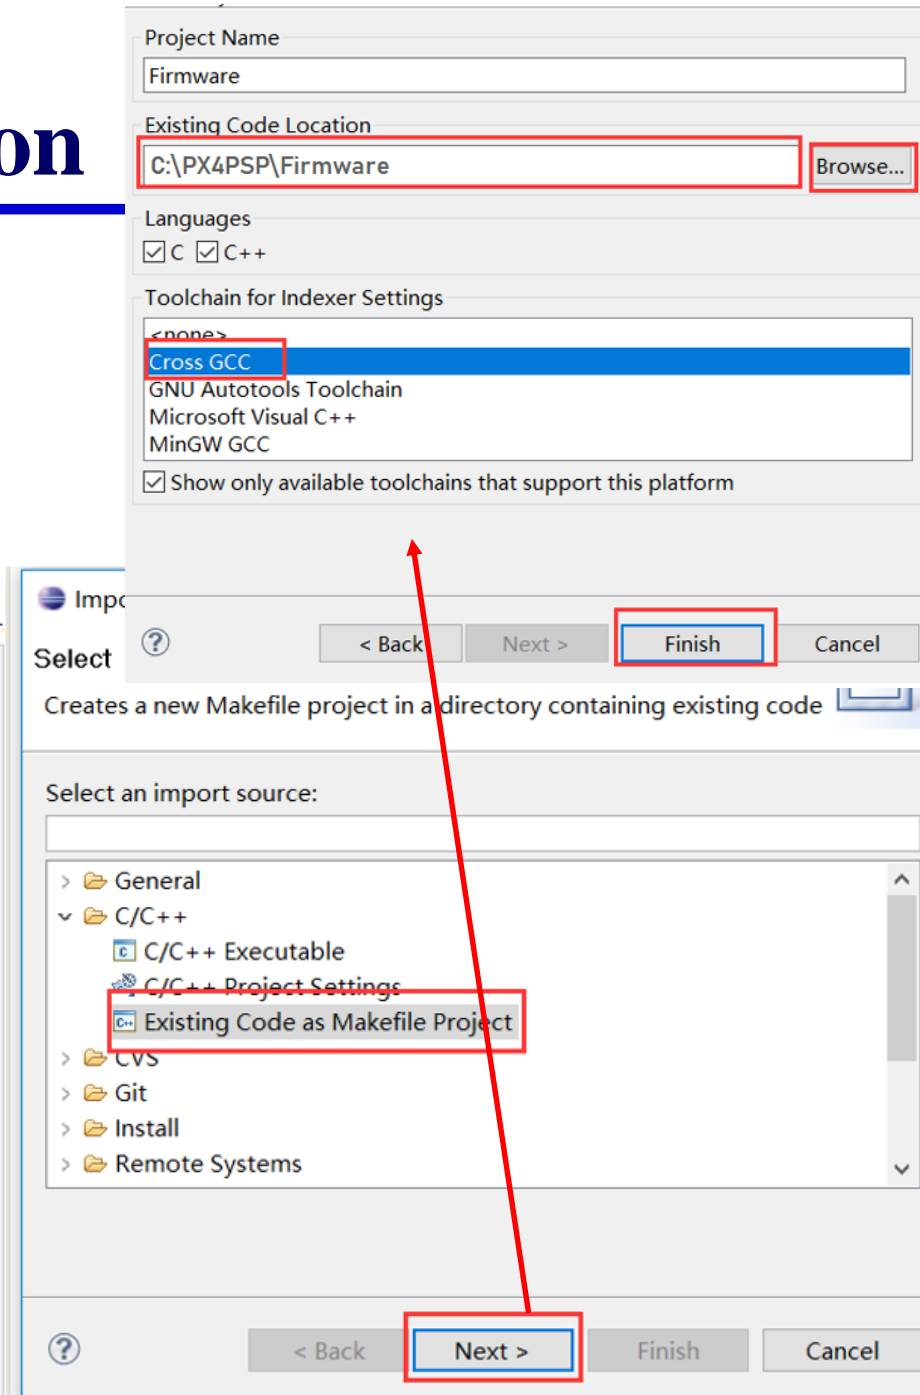 on
Project Name
Firmware
Existing Code Location
C:\PX4PSP\Firmware
Browse...
Languages
C C++
Toolchain for Indexer Settings
<none>
Cross GCC
GNU Autotools Toolchain
Microsoft Visual C++
MinGW GCC
Show only available toolchains that support this platform
< Back Next > Finish Cancel
Impo
Select
Creates a new Makefile project in a directory containing existing code
Select an import source:
General
C/C++
C/C++ Executable
C/C++ Project Settings
Existing Code as Makefile Project
CVS
Git
Install
Remote Systems
< Back Next > Finish Cancel